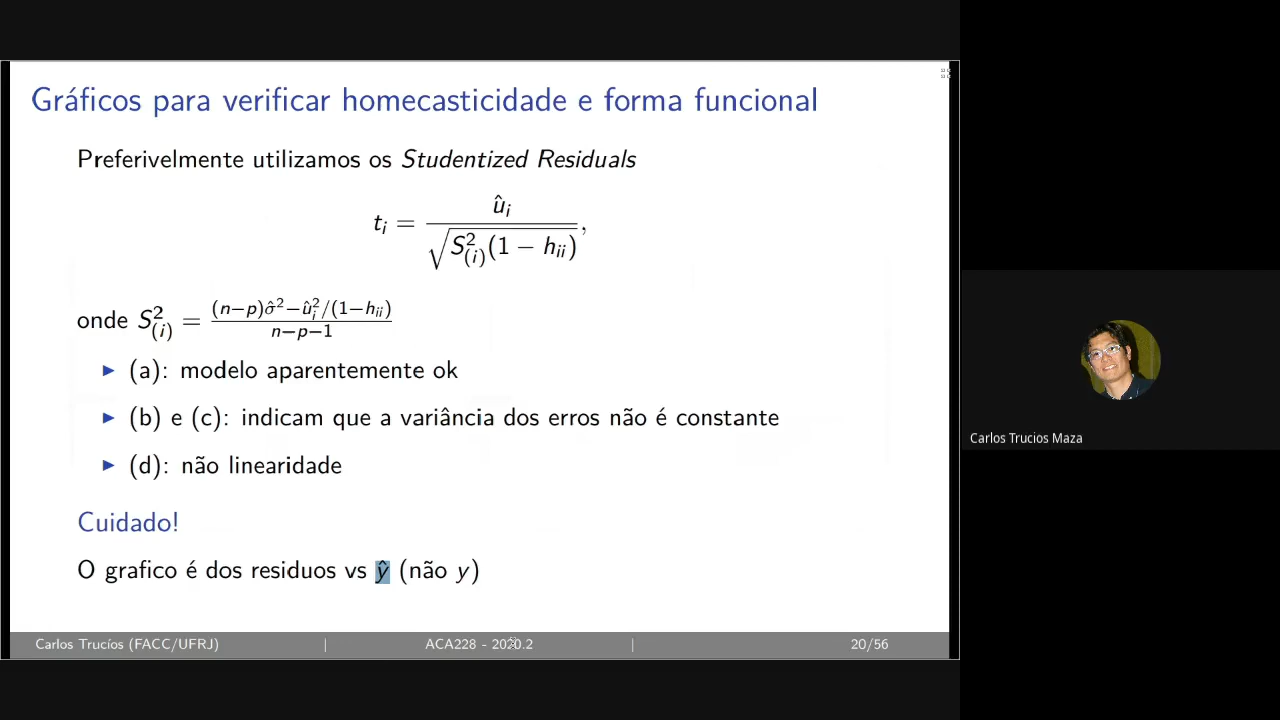 Gráficos para verificar homecasticidade e forma funcional
Preferivelmente utilizamos os Studentized Residuals
t_i = û_i / √(S²_(i)(1 − h_ii)),
onde S²_(i) = ((n−p)σ̂²−û²_i/(1−h_ii)) / (n−p−1)
▶ (a): modelo aparentemente ok
▶ (b) e (c): indicam que a variância dos erros não é constante
▶ (d): não linearidade
Cuidado!
O grafico é dos residuos vs ŷ (não y)
Carlos Trucíos (FACC/UFRJ) | ACA228 - 2020.2 | 20/56
Carlos Trucios Maza